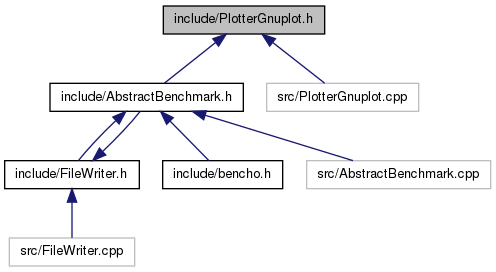 include/PlotterGnuplot.h
include/AbstractBenchmark.h
src/PlotterGnuplot.cpp
include/FileWriter.h
include/bencho.h
src/AbstractBenchmark.cpp
src/FileWriter.cpp